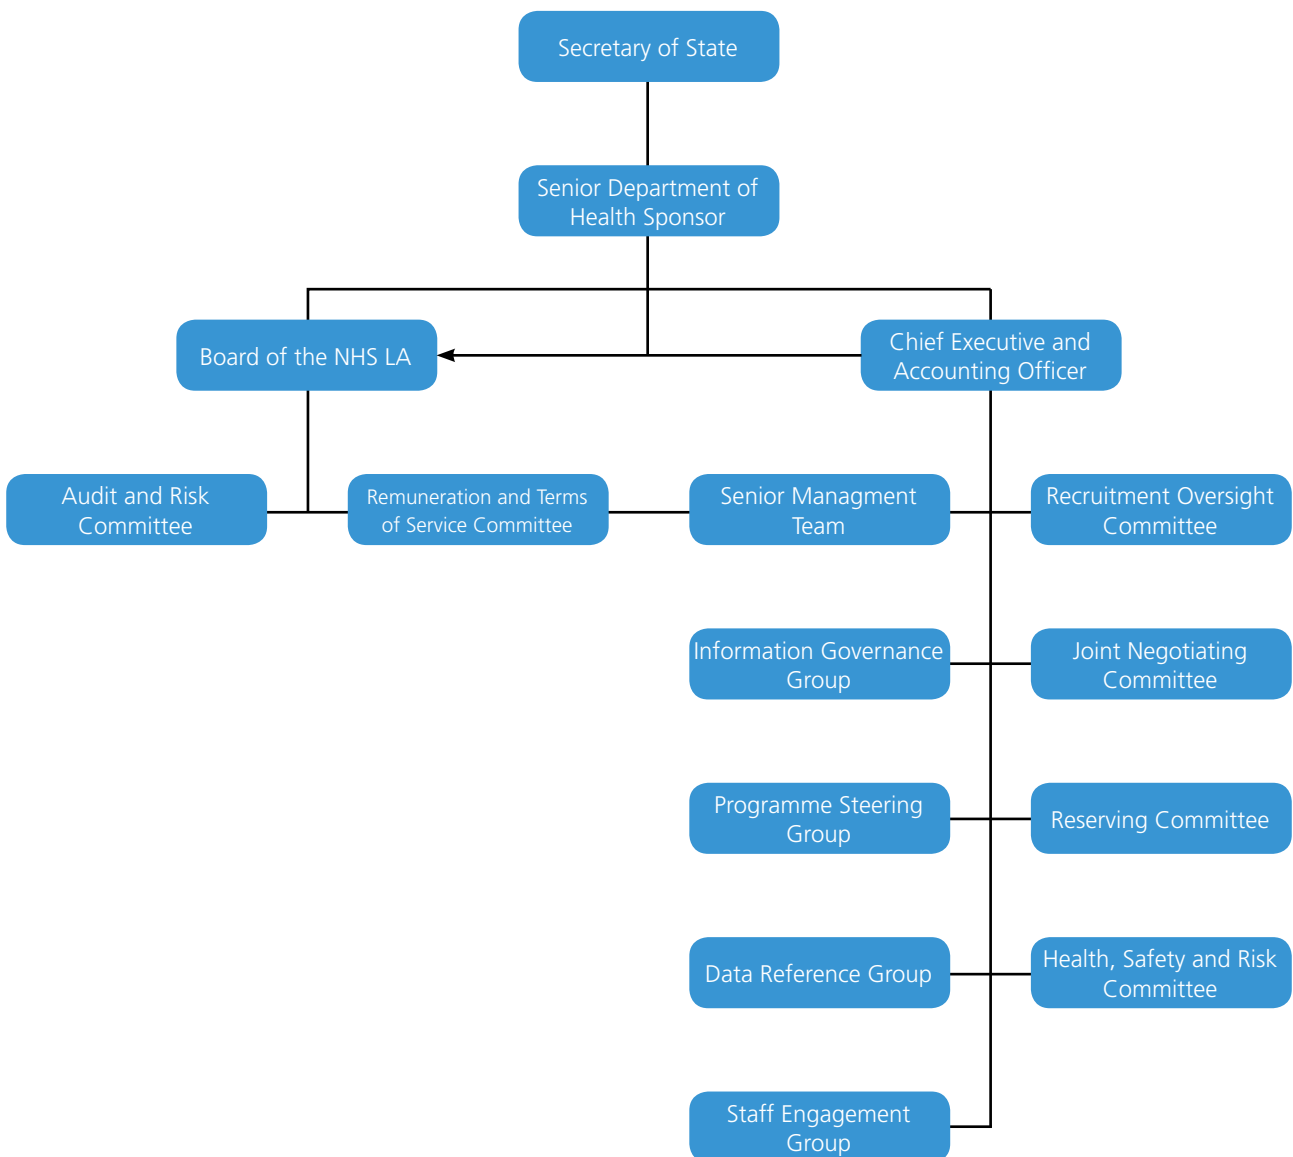 Secretary of State
Senior Department of
Health Sponsor
Board of the NHS LA
Chief Executive and
Accounting Officer
Audit and Risk
Committee
Remuneration and Terms
of Service Committee
Senior Managment
Team
Recruitment Oversight
Committee
Information Governance
Group
Joint Negotiating
Committee
Programme Steering
Group
Reserving Committee
Data Reference Group
Health, Safety and Risk
Committee
Staff Engagement
Group